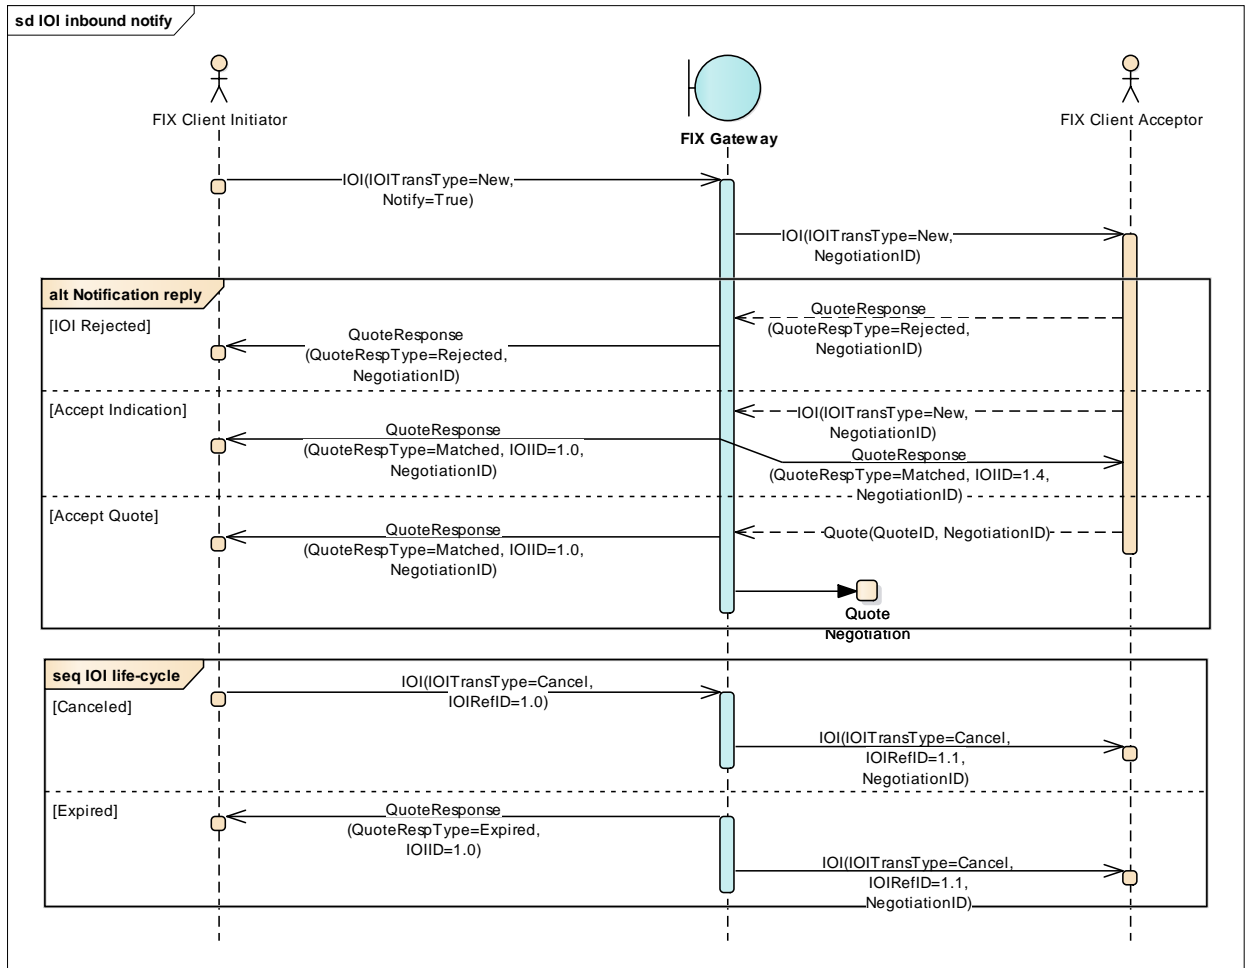 sd IOI inbound notify
FIX Client Initiator
FIX Gateway
FIX Client Acceptor
IOI(IOITransType=New,
Notify=True)
IOI(IOITransType=New,
NegotiationID)
alt Notification reply
[IOI Rejected]
QuoteResponse
(QuoteRespType=Rejected,
NegotiationID)
QuoteResponse
(QuoteRespType=Rejected,
NegotiationID)
[Accept Indication]
IOI(IOITransType=New,
NegotiationID)
QuoteResponse
(QuoteRespType=Matched, IOIID=1.0,
NegotiationID)
QuoteResponse
(QuoteRespType=Matched, IOIID=1.4,
NegotiationID)
[Accept Quote]
QuoteResponse
(QuoteRespType=Matched, IOIID=1.0,
NegotiationID)
Quote(QuoteID, NegotiationID)
Quote
Negotiation
seq IOI life-cycle
[Canceled]
IOI(IOITransType=Cancel,
IOIRefID=1.0)
IOI(IOITransType=Cancel,
IOIRefID=1.1,
NegotiationID)
[Expired]
QuoteResponse
(QuoteRespType=Expired,
IOIID=1.0)
IOI(IOITransType=Cancel,
IOIRefID=1.1,
NegotiationID)